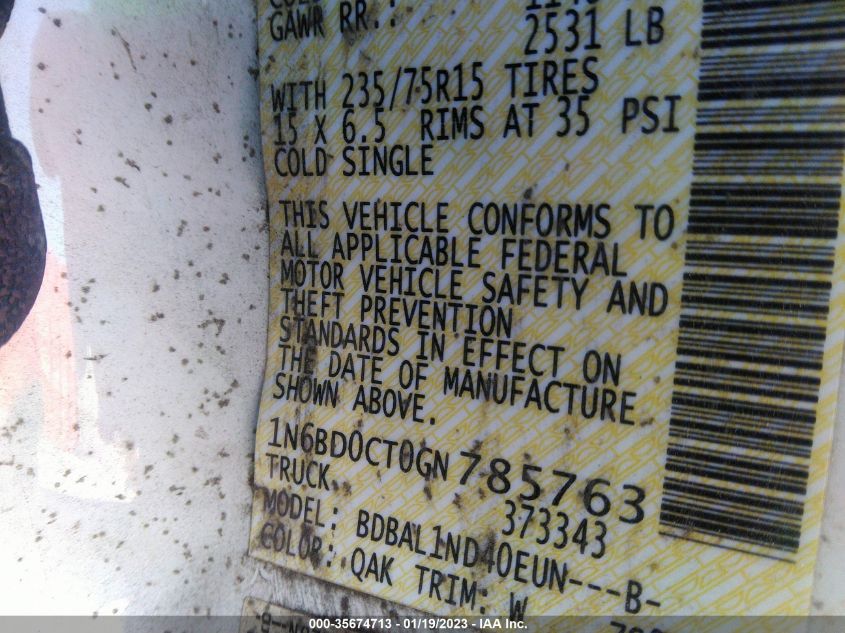 GAWR RR.:
2531 LB
WITH 235/75R15 TIRES
15 X 6.5 RIMS AT 35 PSI
COLD SINGLE
THIS VEHICLE CONFORMS TO
ALL APPLICABLE FEDERAL
MOTOR VEHICLE SAFETY AND
THEFT PREVENTION
STANDARDS IN EFFECT ON
THE DATE OF MANUFACTURE
SHOWN ABOVE.
1N6BD0CT0GN785763
TRUCK 373343
MODEL: BDBAL1ND40EUN---B-
COLOR: QAK TRIM: W
000-35674713 - 01/19/2023 - IAA Inc.